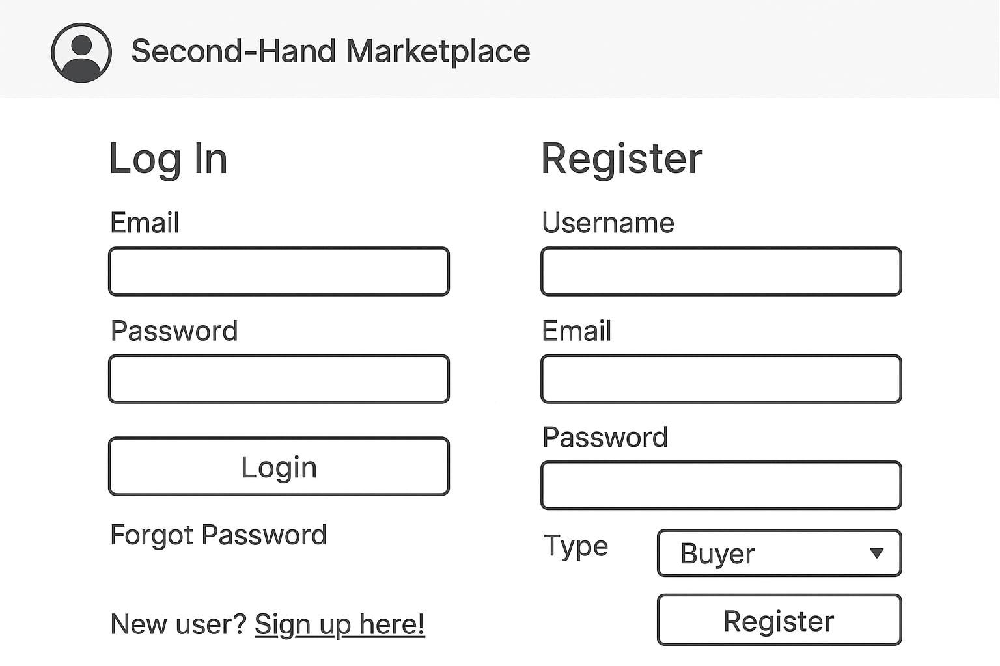 Second-Hand Marketplace
Log In
Email
Password
Login
Forgot Password
New user? Sign up here!
Register
Username
Email
Password
Type
Buyer
Register